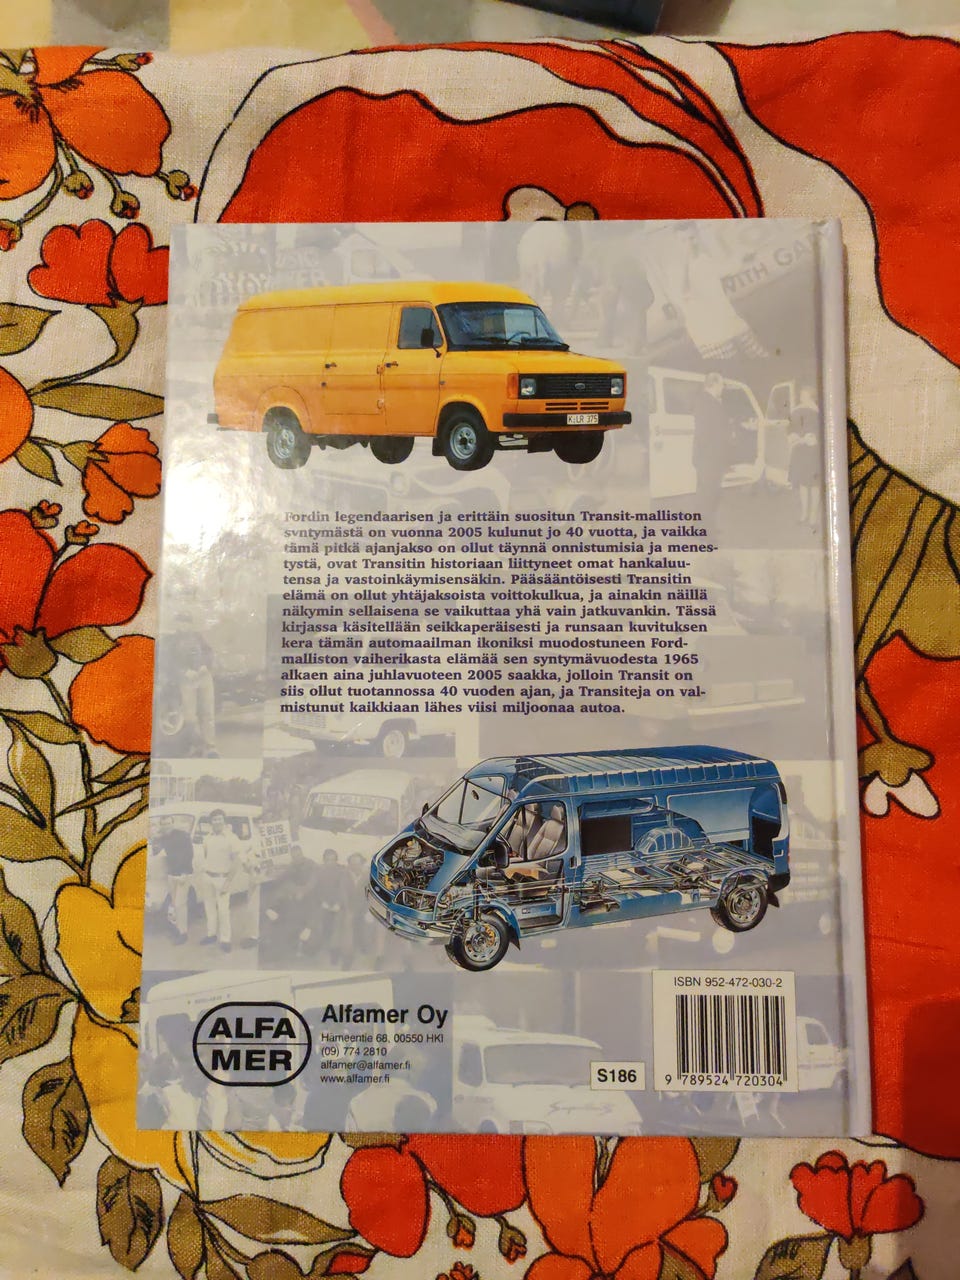 WITH GA
K·LR 375
Fordin legendaarisen ja erittäin suositun Transit-malliston
syntymästä on vuonna 2005 kulunut jo 40 vuotta, ja vaikka
tämä pitkä ajanjakso on ollut täynnä onnistumisia ja menes-
tystä, ovat Transitin historiaan liittyneet omat hankaluu-
tensa ja vastoinkäymisensäkin. Pääsääntöisesti Transitin
elämä on ollut yhtäjaksoista voittokulkua, ja ainakin näillä
näkymin sellaisena se vaikuttaa yhä vain jatkuvankin. Tässä
kirjassa käsitellään seikkaperäisesti ja runsaan kuvituksen
kera tämän automaailman ikoniksi muodostuneen Ford-
malliston vaiherikasta elämää sen syntymävuodesta 1965
alkaen aina juhlavuoteen 2005 saakka, jolloin Transit on
siis ollut tuotannossa 40 vuoden ajan, ja Transiteja on val-
mistunut kaikkiaan lähes viisi miljoonaa autoa.
ISBN 952-472-030-2
ALFA
MER
Alfamer Oy
Hämeentie 68, 00550 HKI
(09) 774 2810
alfamer@alfamer.fi
www.alfamer.fi
S186
9 789524 720304